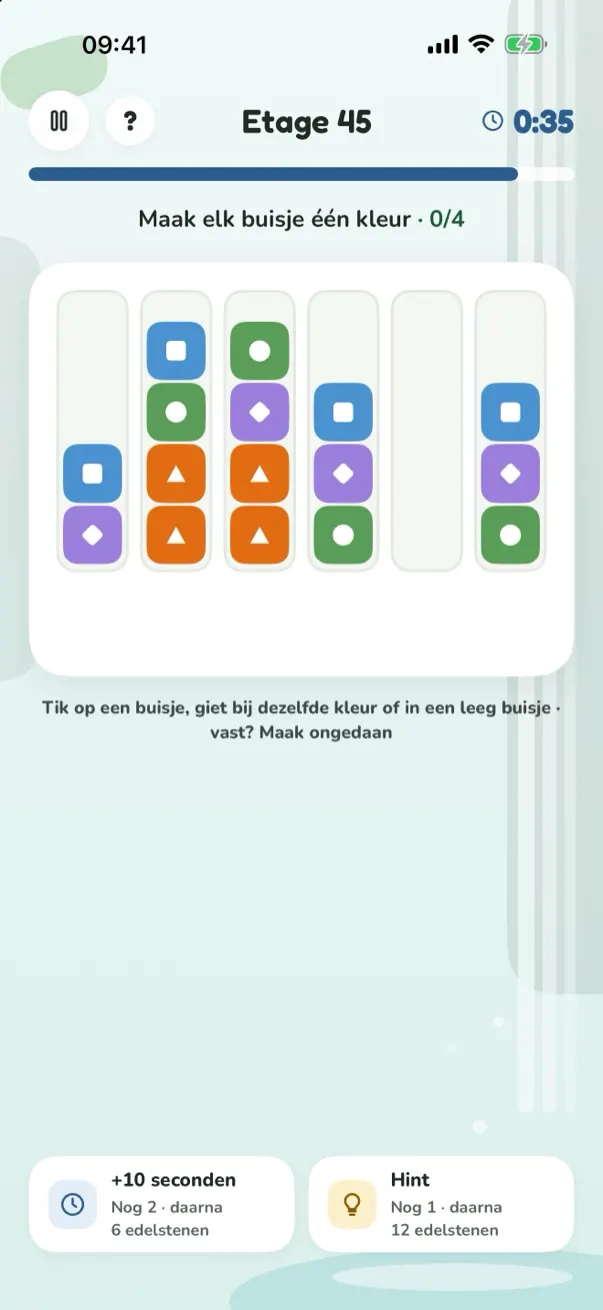 09:41
?
Etage 45
0:35
Maak elk buisje één kleur · 0/4
Tik op een buisje, giet bij dezelfde kleur of in een leeg buisje ·
vast? Maak ongedaan
+10 seconden
Nog 2 · daarna
6 edelstenen
Hint
Nog 1 · daarna
12 edelstenen